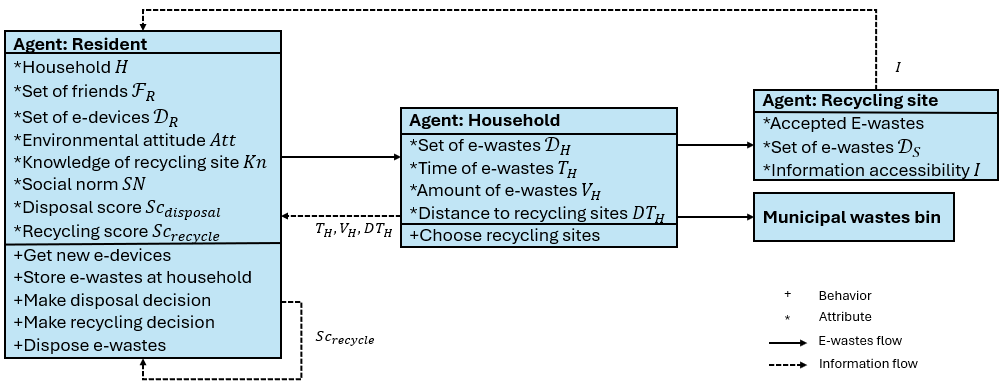 Agent: Resident
*Household H
*Set of friends ℱ_R
*Set of e-devices 𝒟_R
*Environmental attitude Att
*Knowledge of recycling site Kn
*Social norm SN
*Disposal score Sc_disposal
*Recycling score Sc_recycle
+Get new e-devices
+Store e-wastes at household
+Make disposal decision
+Make recycling decision
+Dispose e-wastes
Agent: Household
*Set of e-wastes 𝒟_H
*Time of e-wastes T_H
*Amount of e-wastes V_H
*Distance to recycling sites DT_H
+Choose recycling sites
T_H, V_H, DT_H
Sc_recycle
I
Agent: Recycling site
*Accepted E-wastes
*Set of e-wastes 𝒟_S
*Information accessibility I
Municipal wastes bin
+ Behavior
* Attribute
E-wastes flow
Information flow